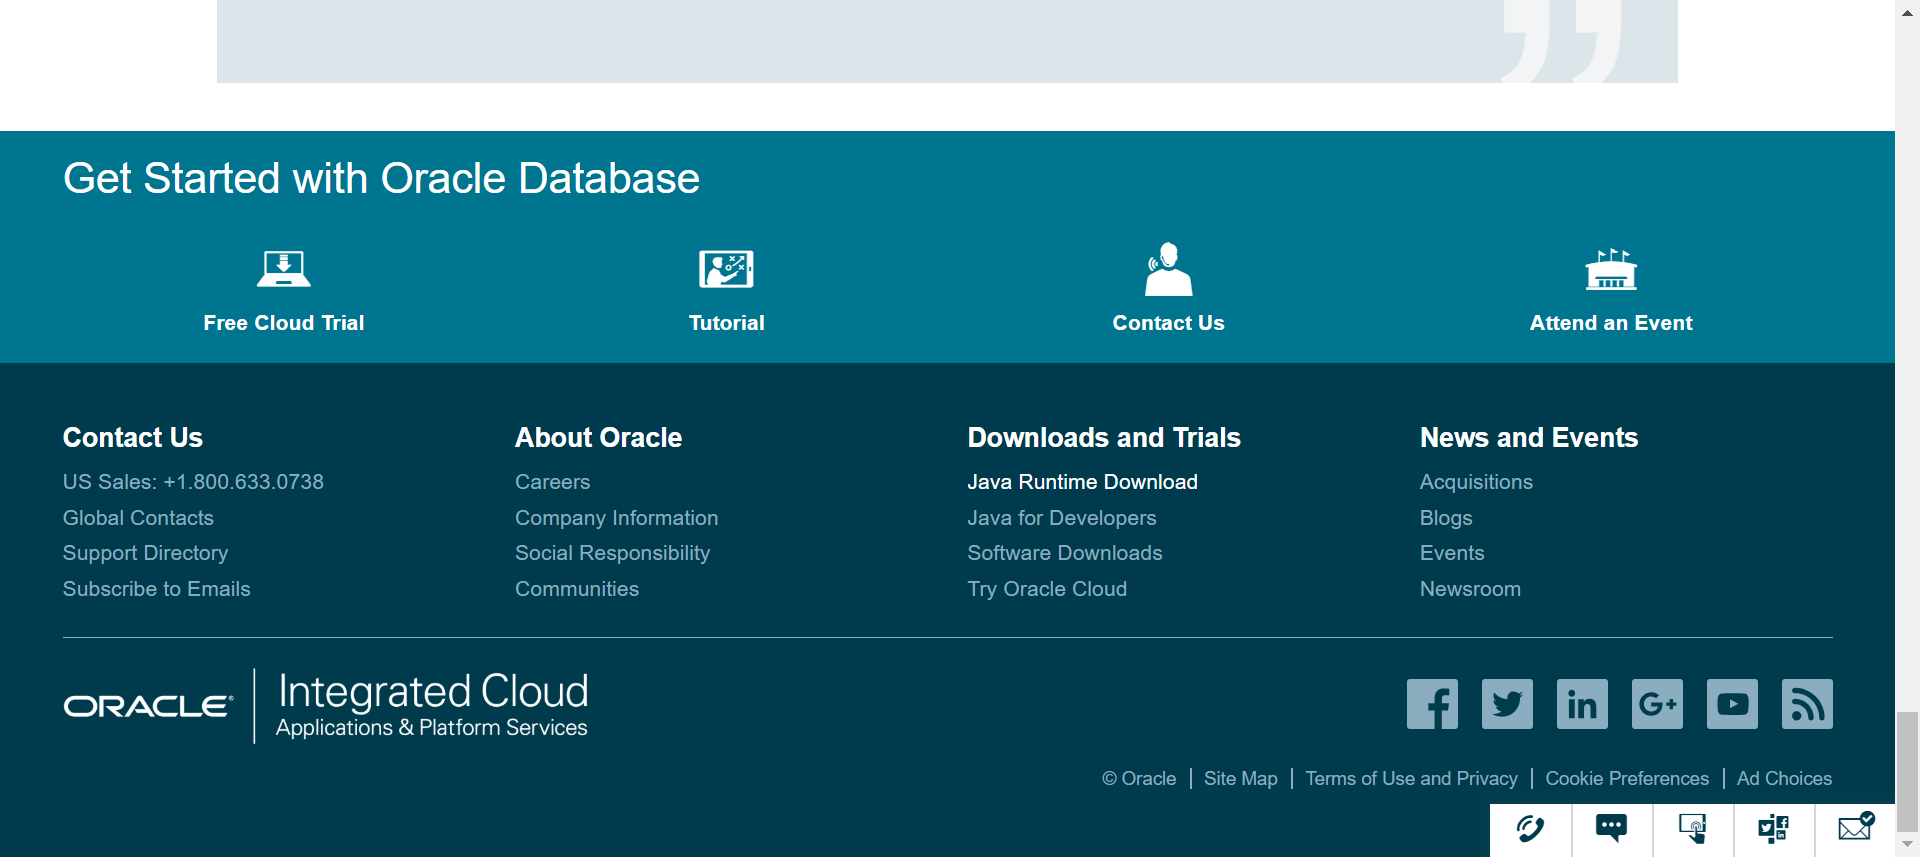 Get Started with Oracle Database
Free Cloud Trial
Tutorial
Contact Us
Attend an Event
Contact Us
US Sales: +1.800.633.0738
Global Contacts
Support Directory
Subscribe to Emails
About Oracle
Careers
Company Information
Social Responsibility
Communities
Downloads and Trials
Java Runtime Download
Java for Developers
Software Downloads
Try Oracle Cloud
News and Events
Acquisitions
Blogs
Events
Newsroom
ORACLE®
Integrated Cloud
Applications & Platform Services
© Oracle | Site Map | Terms of Use and Privacy | Cookie Preferences | Ad Choices